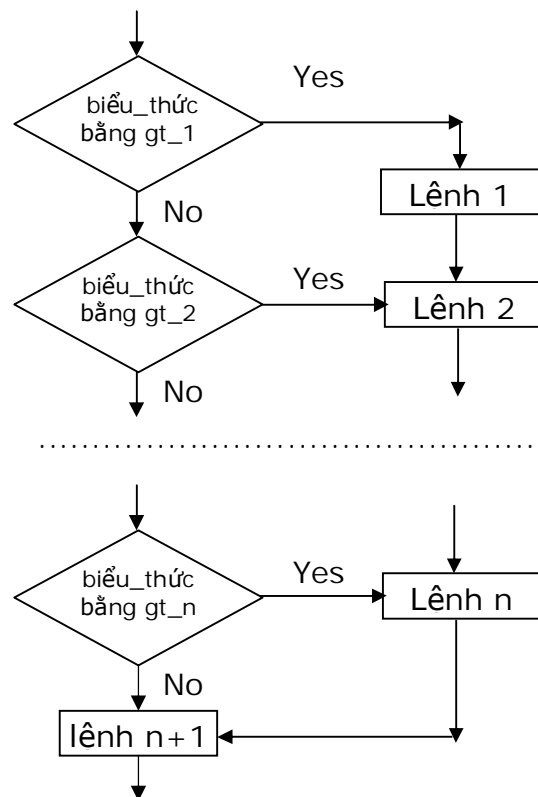 biểu_thức
bằng gt_1
Yes
Lênh 1
No
biểu_thức
bằng gt_2
Yes
Lênh 2
No
..................................................
biểu_thức
bằng gt_n
Yes
Lênh n
No
lênh n+1